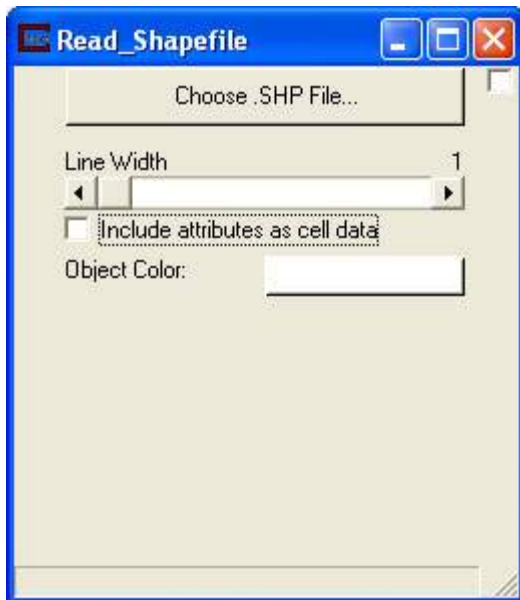 Read_Shapefile
Choose .SHP File...
Line Width 1
Include attributes as cell data
Object Color: